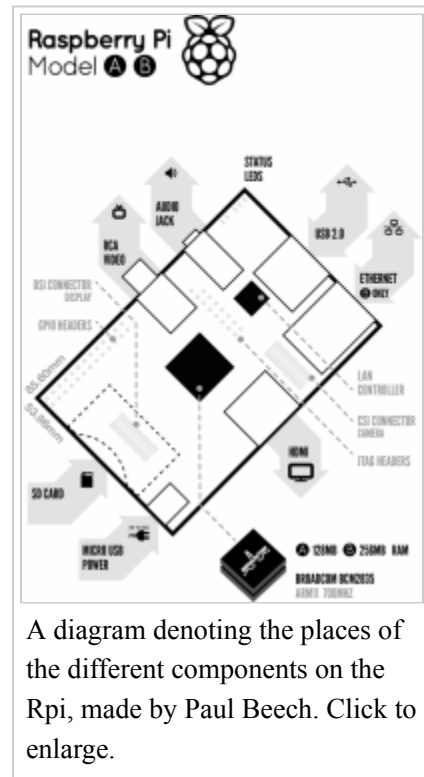 Raspberry Pi
Model A B
STATUS
LEDS
AUDIO
JACK
USB 2.0
RCA
VIDEO
ETHERNET
B ONLY
DSI CONNECTOR
DISPLAY
GPIO HEADERS
85.60mm
53.98mm
LAN
CONTROLLER
CSI CONNECTOR
CAMERA
JTAG HEADERS
HDMI
SD CARD
MICRO USB
POWER
A 128MB B 256MB RAM
BROADCOM BCM2835
ARM11 700MHZ
A diagram denoting the places of
the different components on the
Rpi, made by Paul Beech. Click to
enlarge.